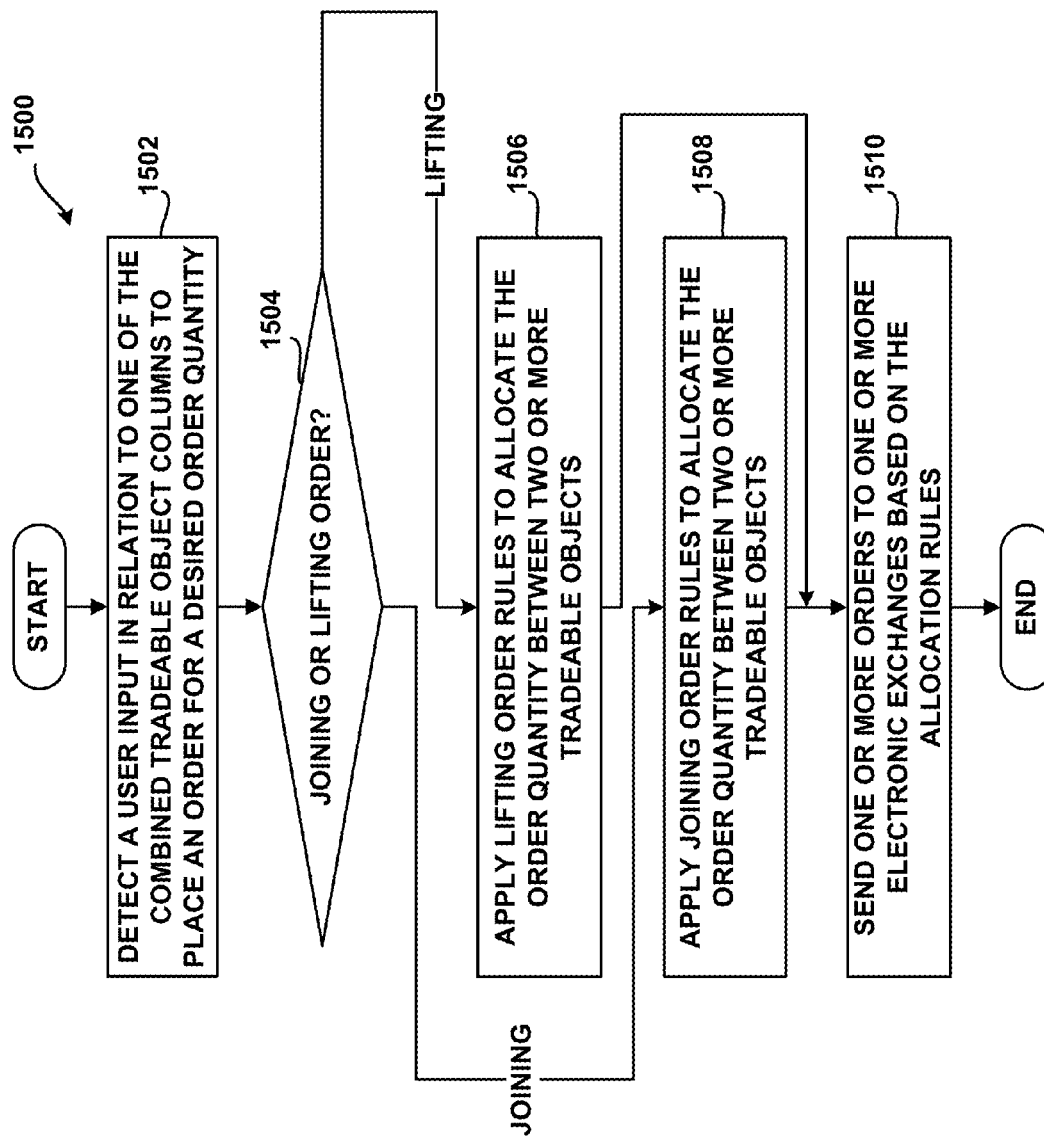 1500
START
1502
DETECT A USER INPUT IN RELATION TO ONE OF THE
COMBINED TRADEABLE OBJECT COLUMNS TO
PLACE AN ORDER FOR A DESIRED ORDER QUANTITY
1504
JOINING OR LIFTING ORDER?
LIFTING
1506
APPLY LIFTING ORDER RULES TO ALLOCATE THE
ORDER QUANTITY BETWEEN TWO OR MORE
TRADEABLE OBJECTS
JOINING
1508
APPLY JOINING ORDER RULES TO ALLOCATE THE
ORDER QUANTITY BETWEEN TWO OR MORE
TRADEABLE OBJECTS
1510
SEND ONE OR MORE ORDERS TO ONE OR MORE
ELECTRONIC EXCHANGES BASED ON THE
ALLOCATION RULES
END